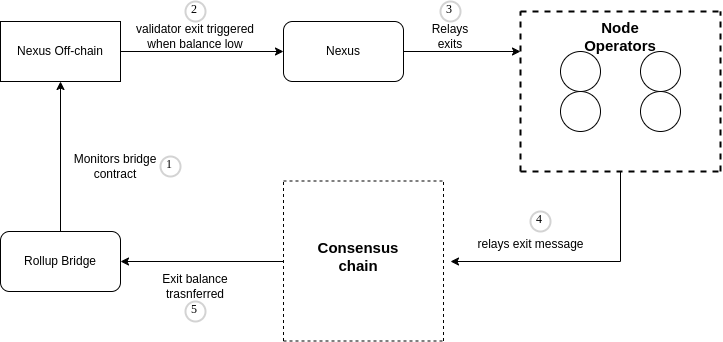 2
validator exit triggered
when balance low
3
Relays
exits
Node
Operators
Nexus Off-chain
Nexus
Monitors bridge
contract
1
4
relays exit message
Consensus
chain
Rollup Bridge
Exit balance
trasnferred
5